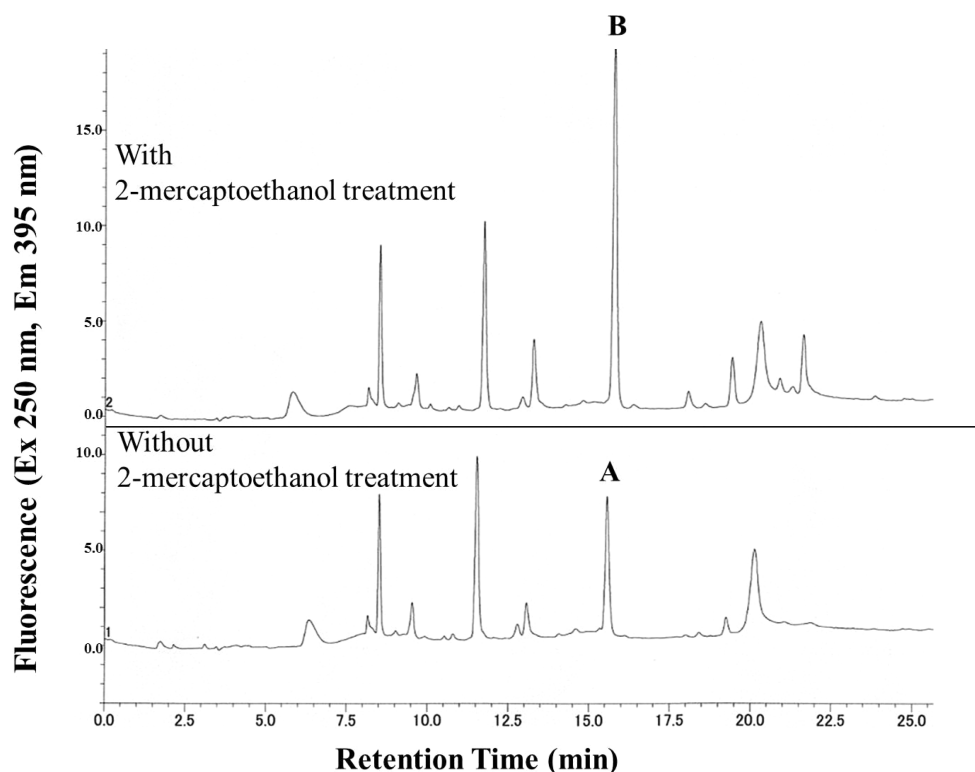 B
Fluorescence (Ex 250 nm, Em 395 nm)
15.0
With
2-mercaptoethanol treatment
10.0
5.0
2
0.0
Without
10.0
2-mercaptoethanol treatment
A
5.0
1
0.0
0.0 2.5 5.0 7.5 10.0 12.5 15.0 17.5 20.0 22.5 25.0
Retention Time (min)